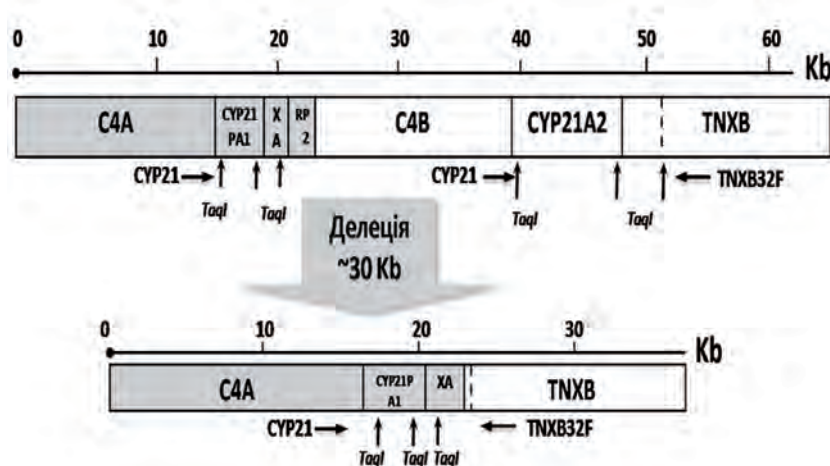 0 10 20 30 40 50 60
Kb
C4A CYP21 PA1 X A RP 2 C4B CYP21A2 TNXB
CYP21 CYP21 TNXB32F
TaqI TaqI TaqI TaqI
Делеція
~30 Kb
0 10 20 30
Kb
C4A CYP21P A1 XA TNXB
CYP21 TNXB32F
TaqI TaqI TaqI